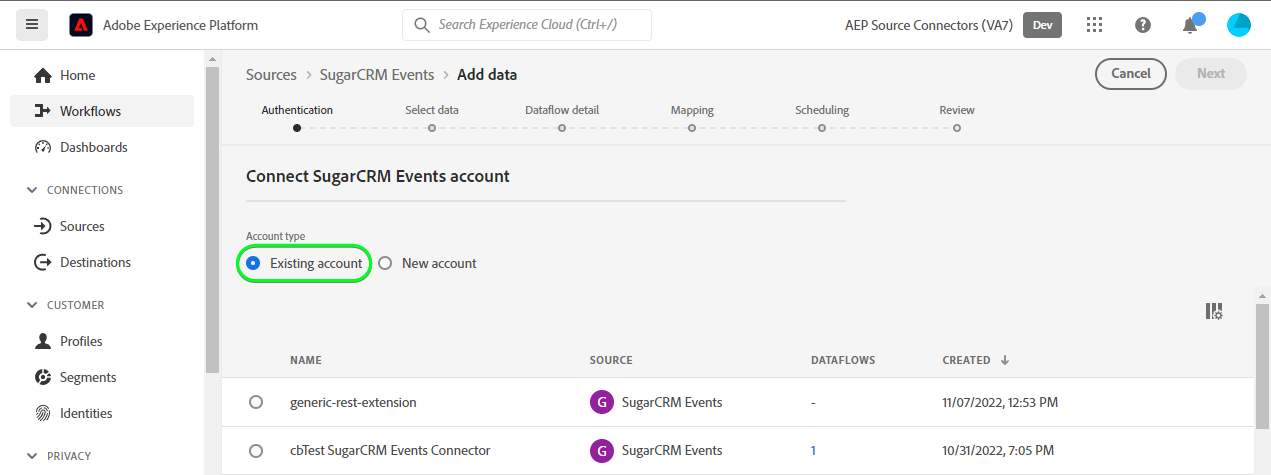 Adobe Experience Platform
Search Experience Cloud (Ctrl+/)
AEP Source Connectors (VA7)
Dev
Home
Workflows
Dashboards
CONNECTIONS
Sources
Destinations
CUSTOMER
Profiles
Segments
Identities
PRIVACY
Sources > SugarCRM Events > Add data
Cancel
Next
Authentication Select data Dataflow detail Mapping Scheduling Review
Connect SugarCRM Events account
Account type
Existing account New account
NAME SOURCE DATAFLOWS CREATED ↓
generic-rest-extension G SugarCRM Events - 11/07/2022, 12:53 PM
cbTest SugarCRM Events Connector G SugarCRM Events 1 10/31/2022, 7:05 PM